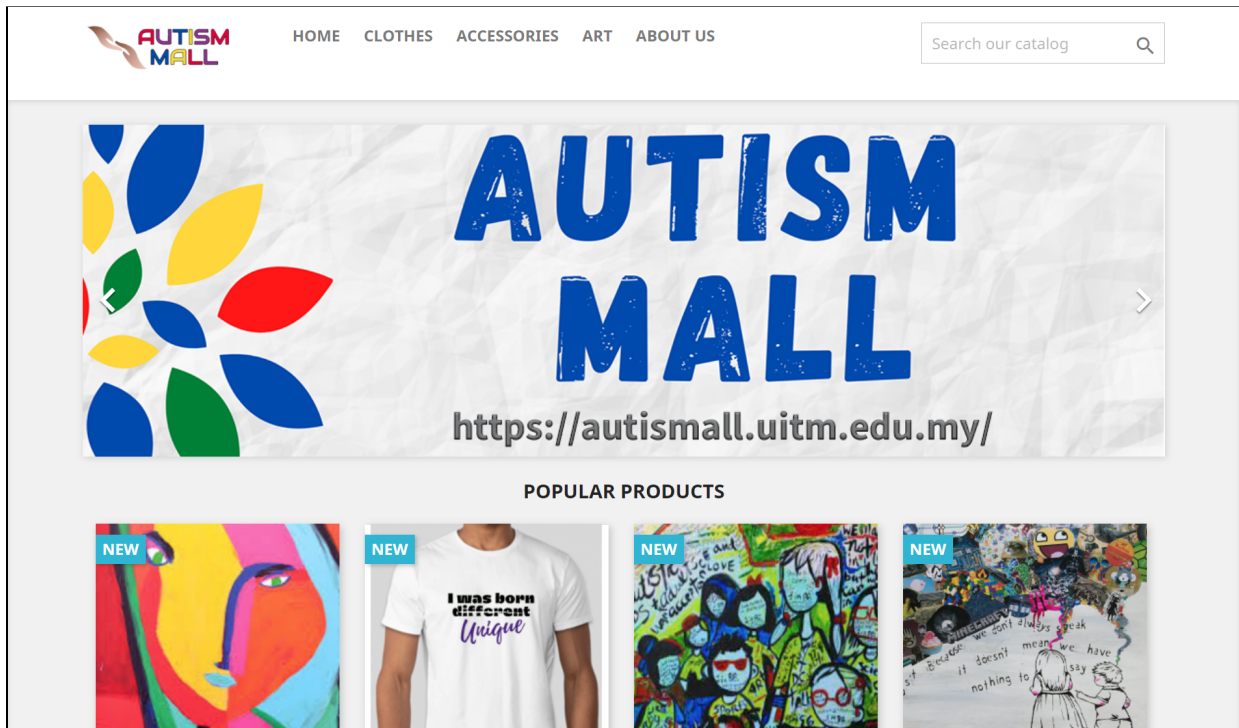 AUTISM
MALL
HOME CLOTHES ACCESSORIES ART ABOUT US
Search our catalog
AUTISM
MALL
https://autismall.uitm.edu.my/
POPULAR PRODUCTS
NEW
NEW
I was born
different
Unique
NEW
NEW
MINECRAFT
we don't always speak
Because it doesn't mean we have
nothing to say